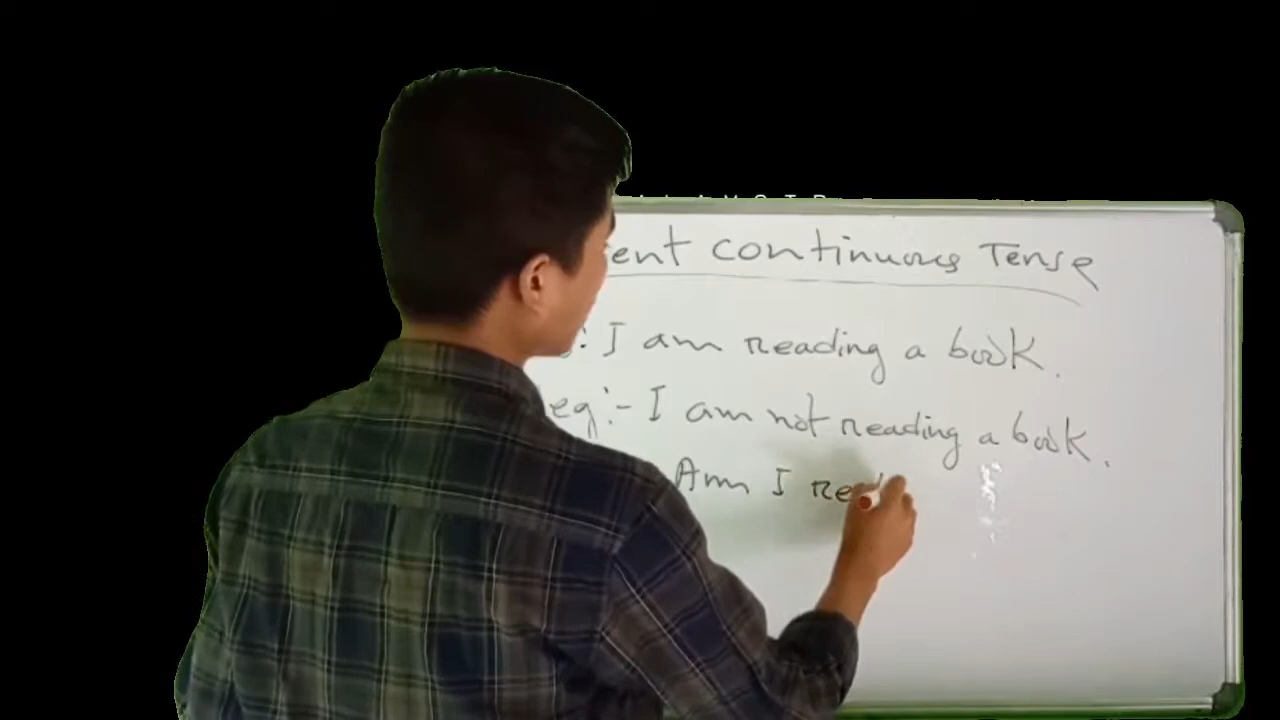 ent continuous Tense
: I am reading a book.
eg:- I am not reading a book.
Am I rea